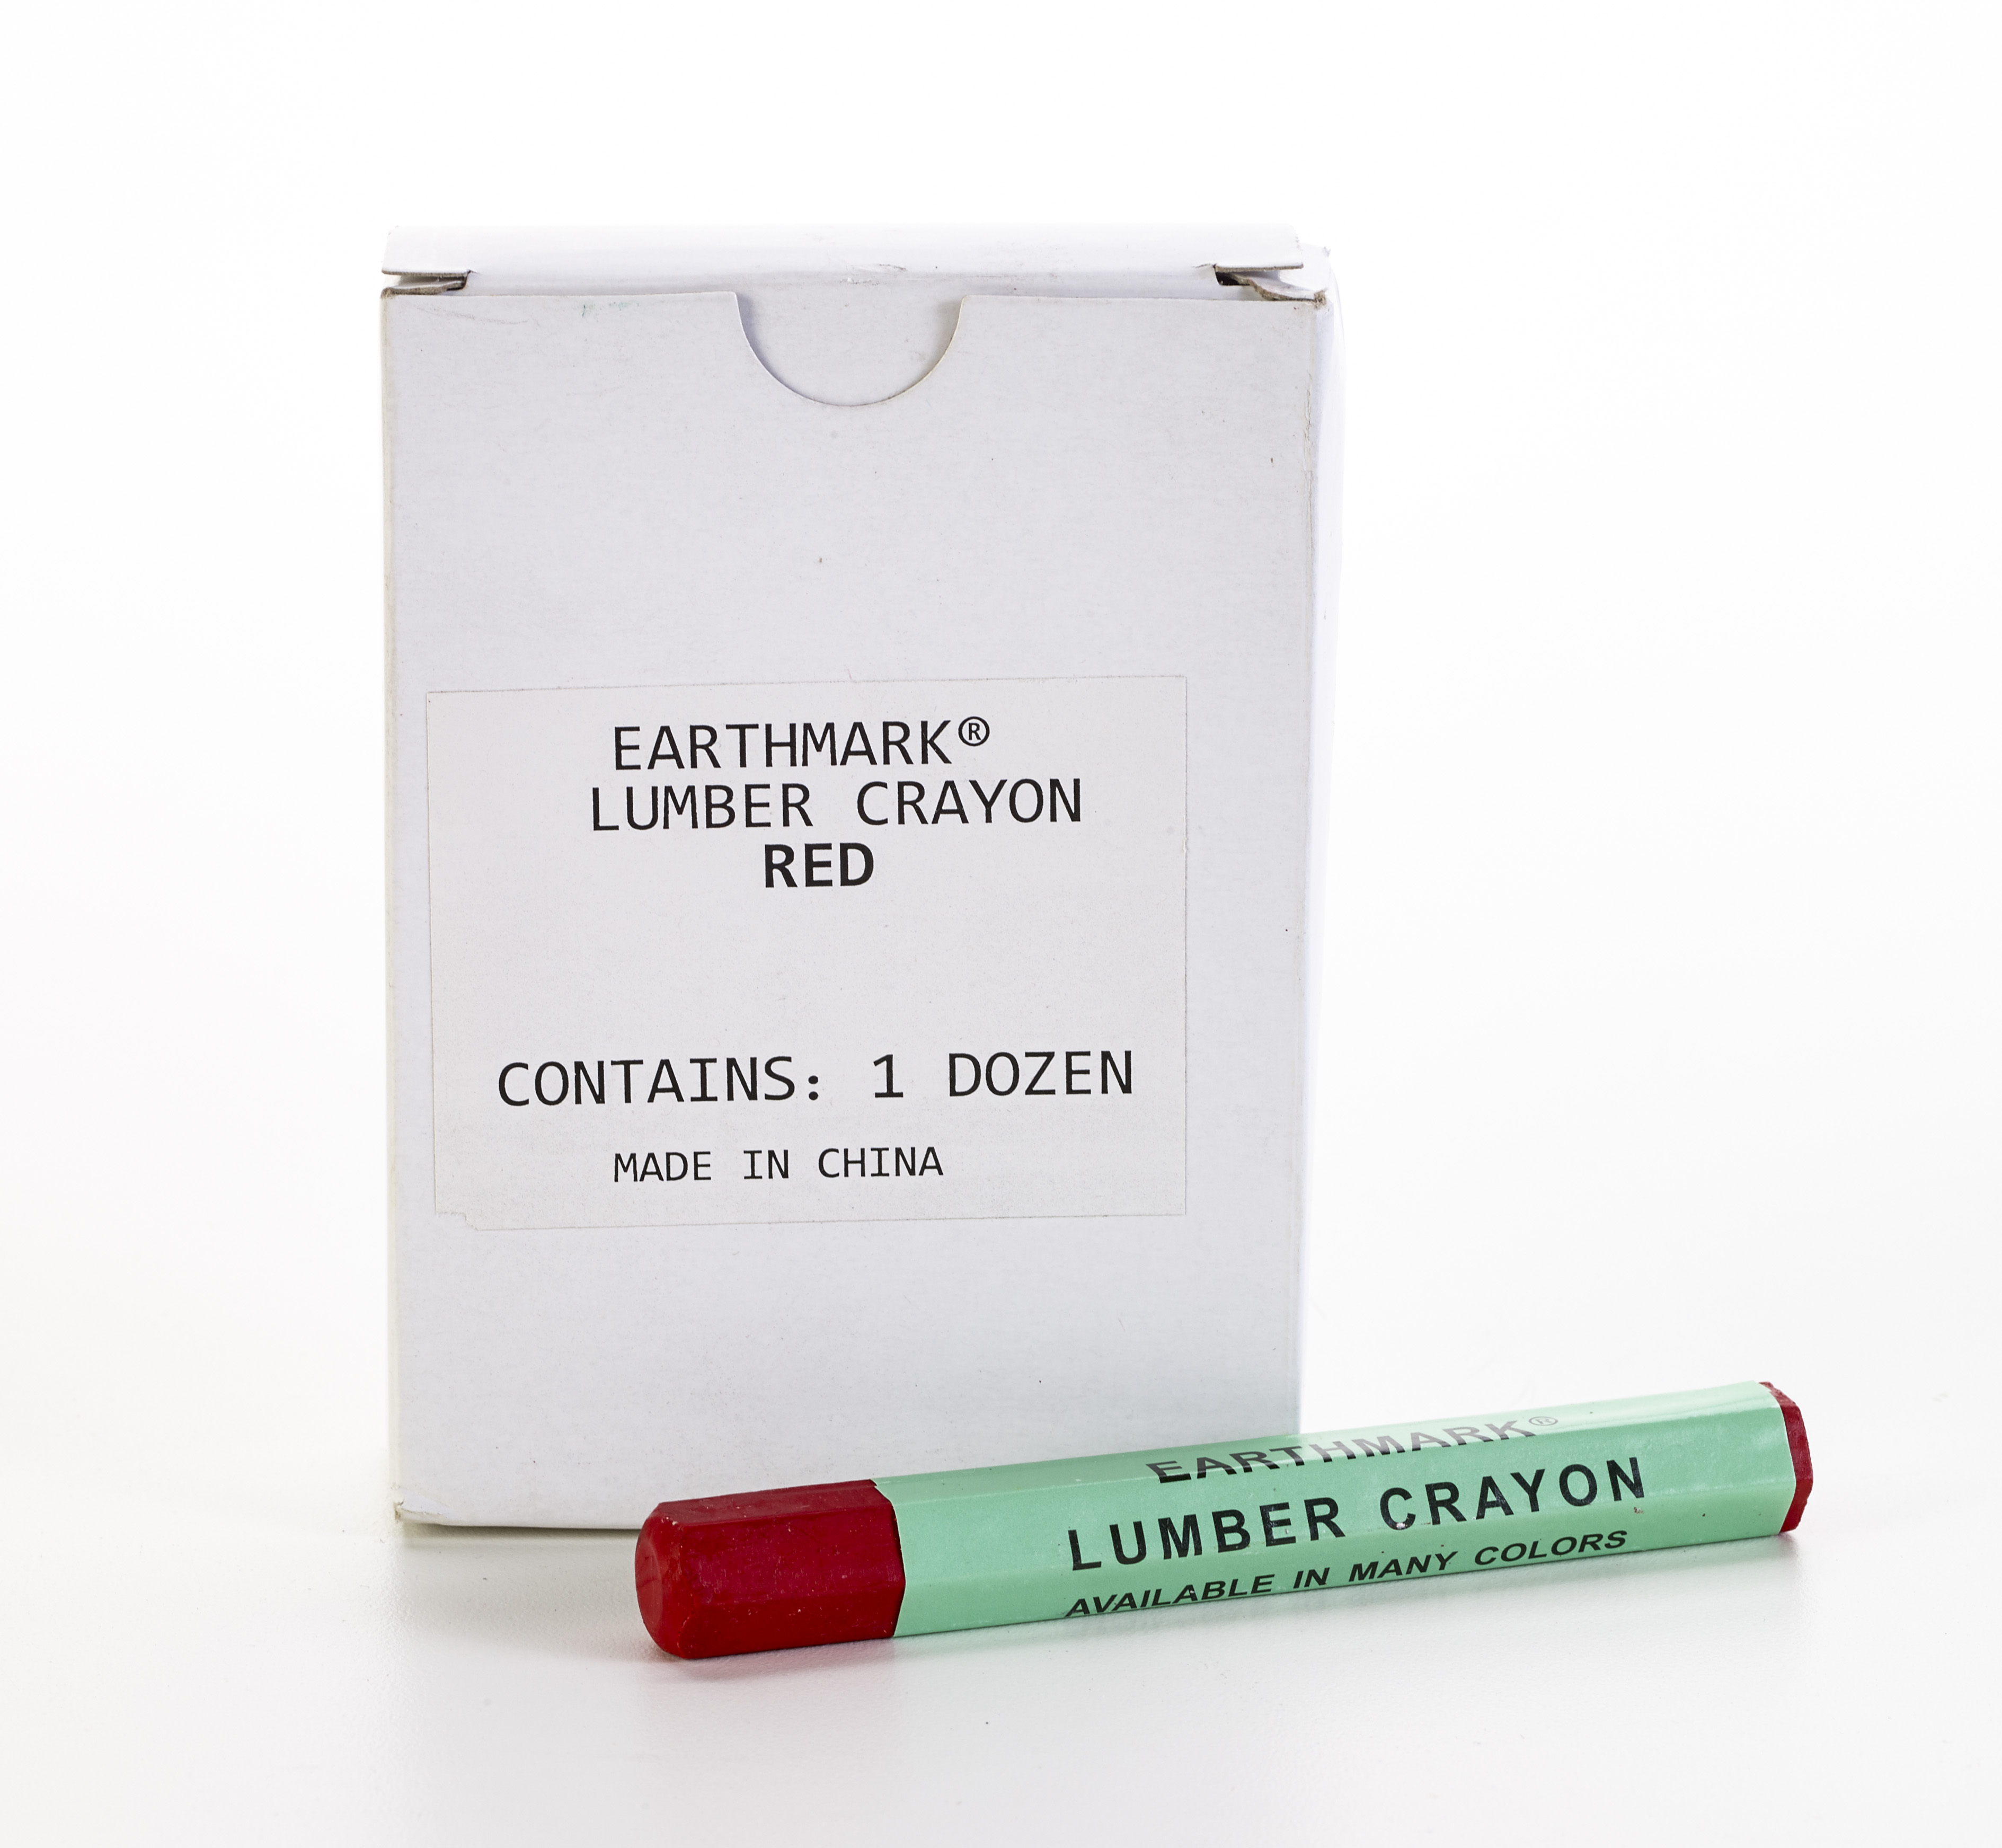 EARTHMARK®
LUMBER CRAYON
RED
CONTAINS: 1 DOZEN
MADE IN CHINA
EARTHMARK®
LUMBER CRAYON
AVAILABLE IN MANY COLORS